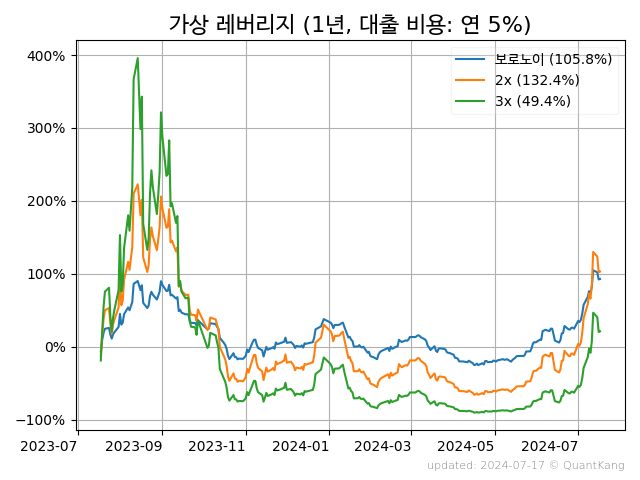 가상 레버리지 (1년, 대출 비용: 연 5%)
400%
300%
200%
100%
0%
−100%
보로노이 (105.8%)
2x (132.4%)
3x (49.4%)
2023-07 2023-09 2023-11 2024-01 2024-03 2024-05 2024-07
updated: 2024-07-17 © QuantKang